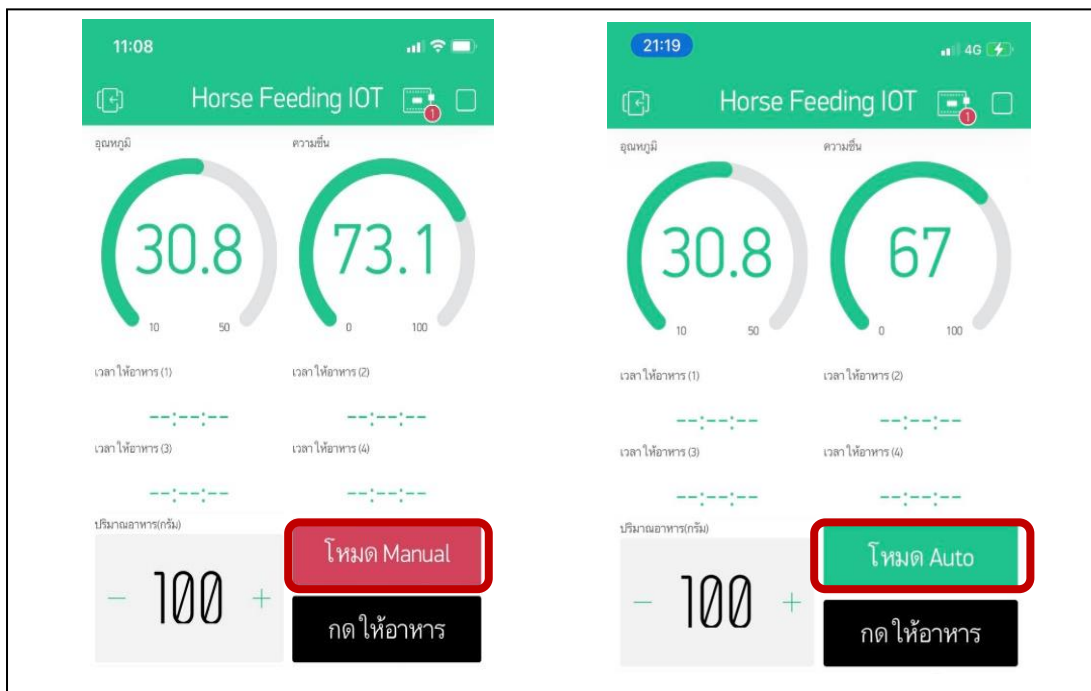 11:08
Horse Feeding IOT
1
อุณหภูมิ ความชื้น
30.8 73.1
10 50 0 100
เวลา ให้อาหาร (1) เวลา ให้อาหาร (2)
--:--:-- --:--:--
เวลา ให้อาหาร (3) เวลา ให้อาหาร (4)
--:--:-- --:--:--
ปริมาณอาหาร(กรัม)
โหมด Manual
− 100 +
กด ให้อาหาร
21:19 4G
Horse Feeding IOT
1
อุณหภูมิ ความชื้น
30.8 67
10 50 0 100
เวลา ให้อาหาร (1) เวลา ให้อาหาร (2)
--:--:-- --:--:--
เวลา ให้อาหาร (3) เวลา ให้อาหาร (4)
--:--:-- --:--:--
ปริมาณอาหาร(กรัม)
โหมด Auto
− 100 +
กด ให้อาหาร